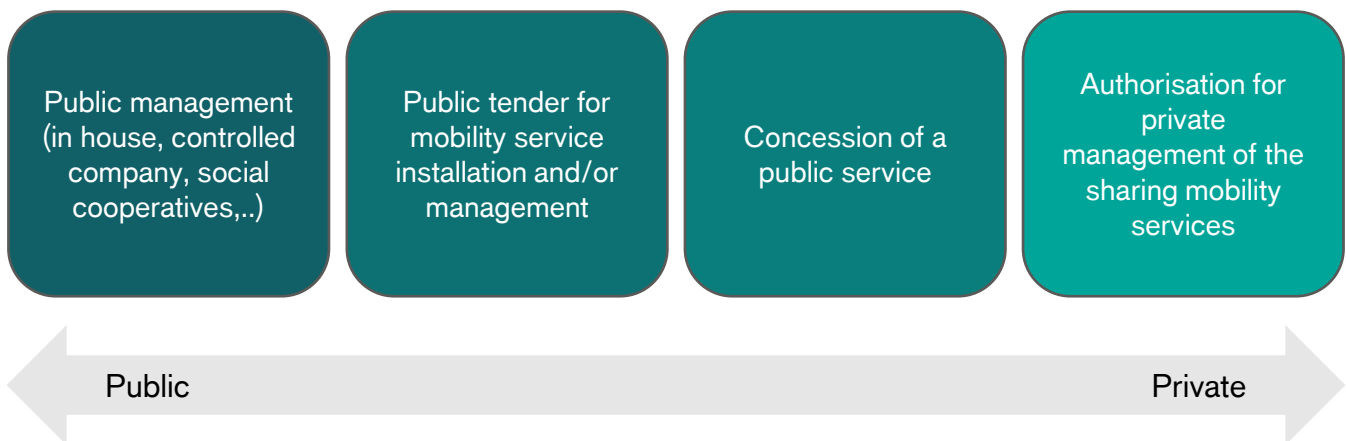 Public management
(in house, controlled
company, social
cooperatives,..)
Public tender for
mobility service
installation and/or
management
Concession of a
public service
Authorisation for
private
management of the
sharing mobility
services
Public
Private